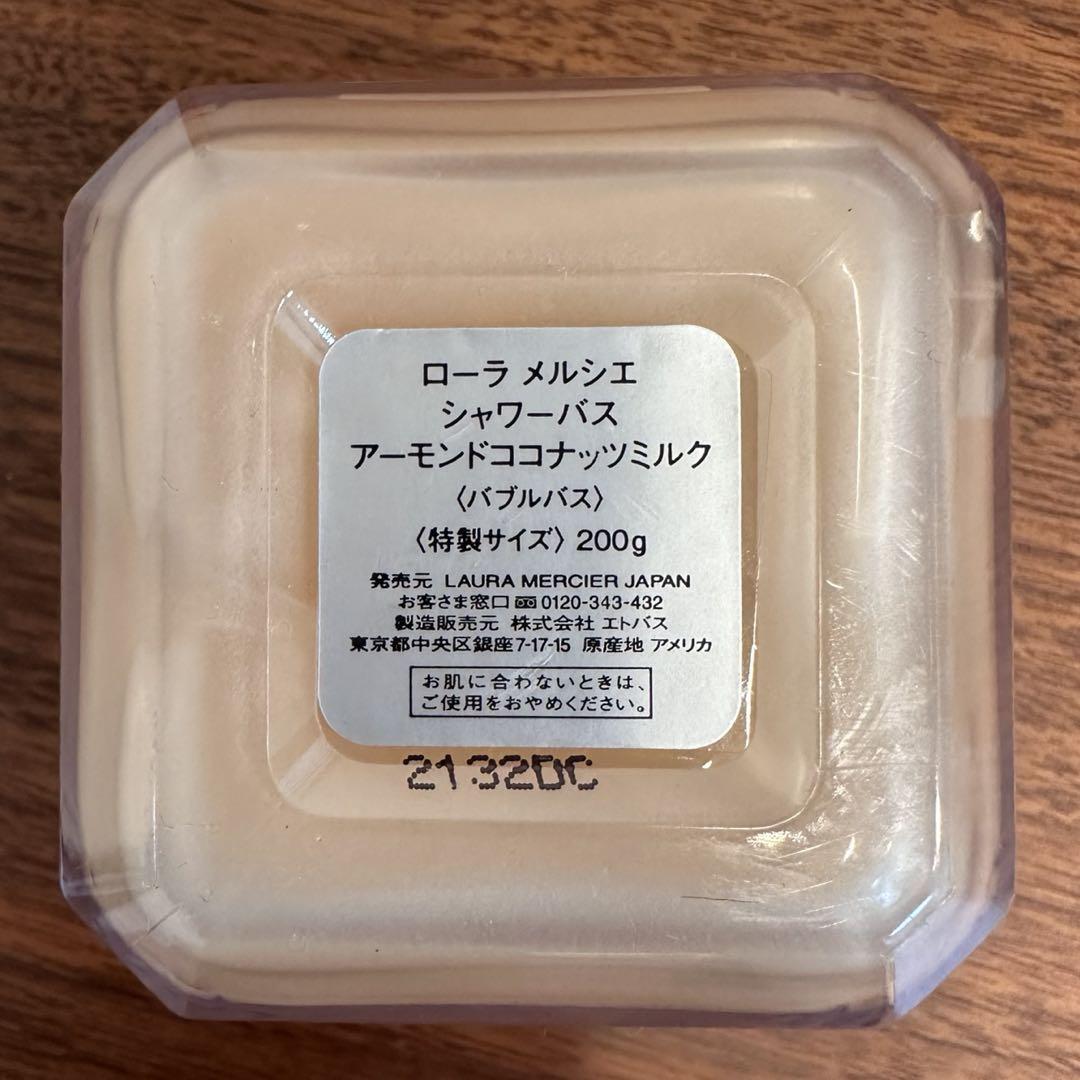 ローラ メルシエ
シャワーバス
アーモンドココナッツミルク
〈バブルバス〉
〈特製サイズ〉200g
発売元 LAURA MERCIER JAPAN
お客さま窓口 0120-343-432
製造販売元 株式会社 エトバス
東京都中央区銀座7-17-15 原産地 アメリカ
お肌に合わないときは、
ご使用をおやめください。
2132DC